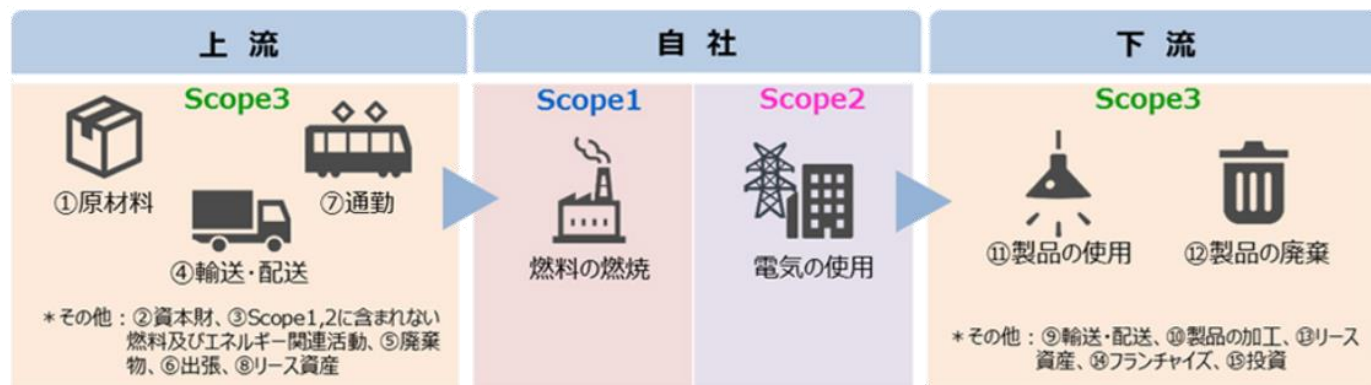 上 流
自 社
下 流
Scope3
Scope1
Scope2
Scope3
①原材料
⑦通勤
④輸送・配送
燃料の燃焼
電気の使用
⑪製品の使用
⑫製品の廃棄
＊その他：②資本財、③Scope1,2に含まれない
燃料及びエネルギー関連活動、⑤廃棄
物、⑥出張、⑧リース資産
＊その他：⑨輸送・配送、⑩製品の加工、⑬リース
資産、⑭フランチャイズ、⑮投資